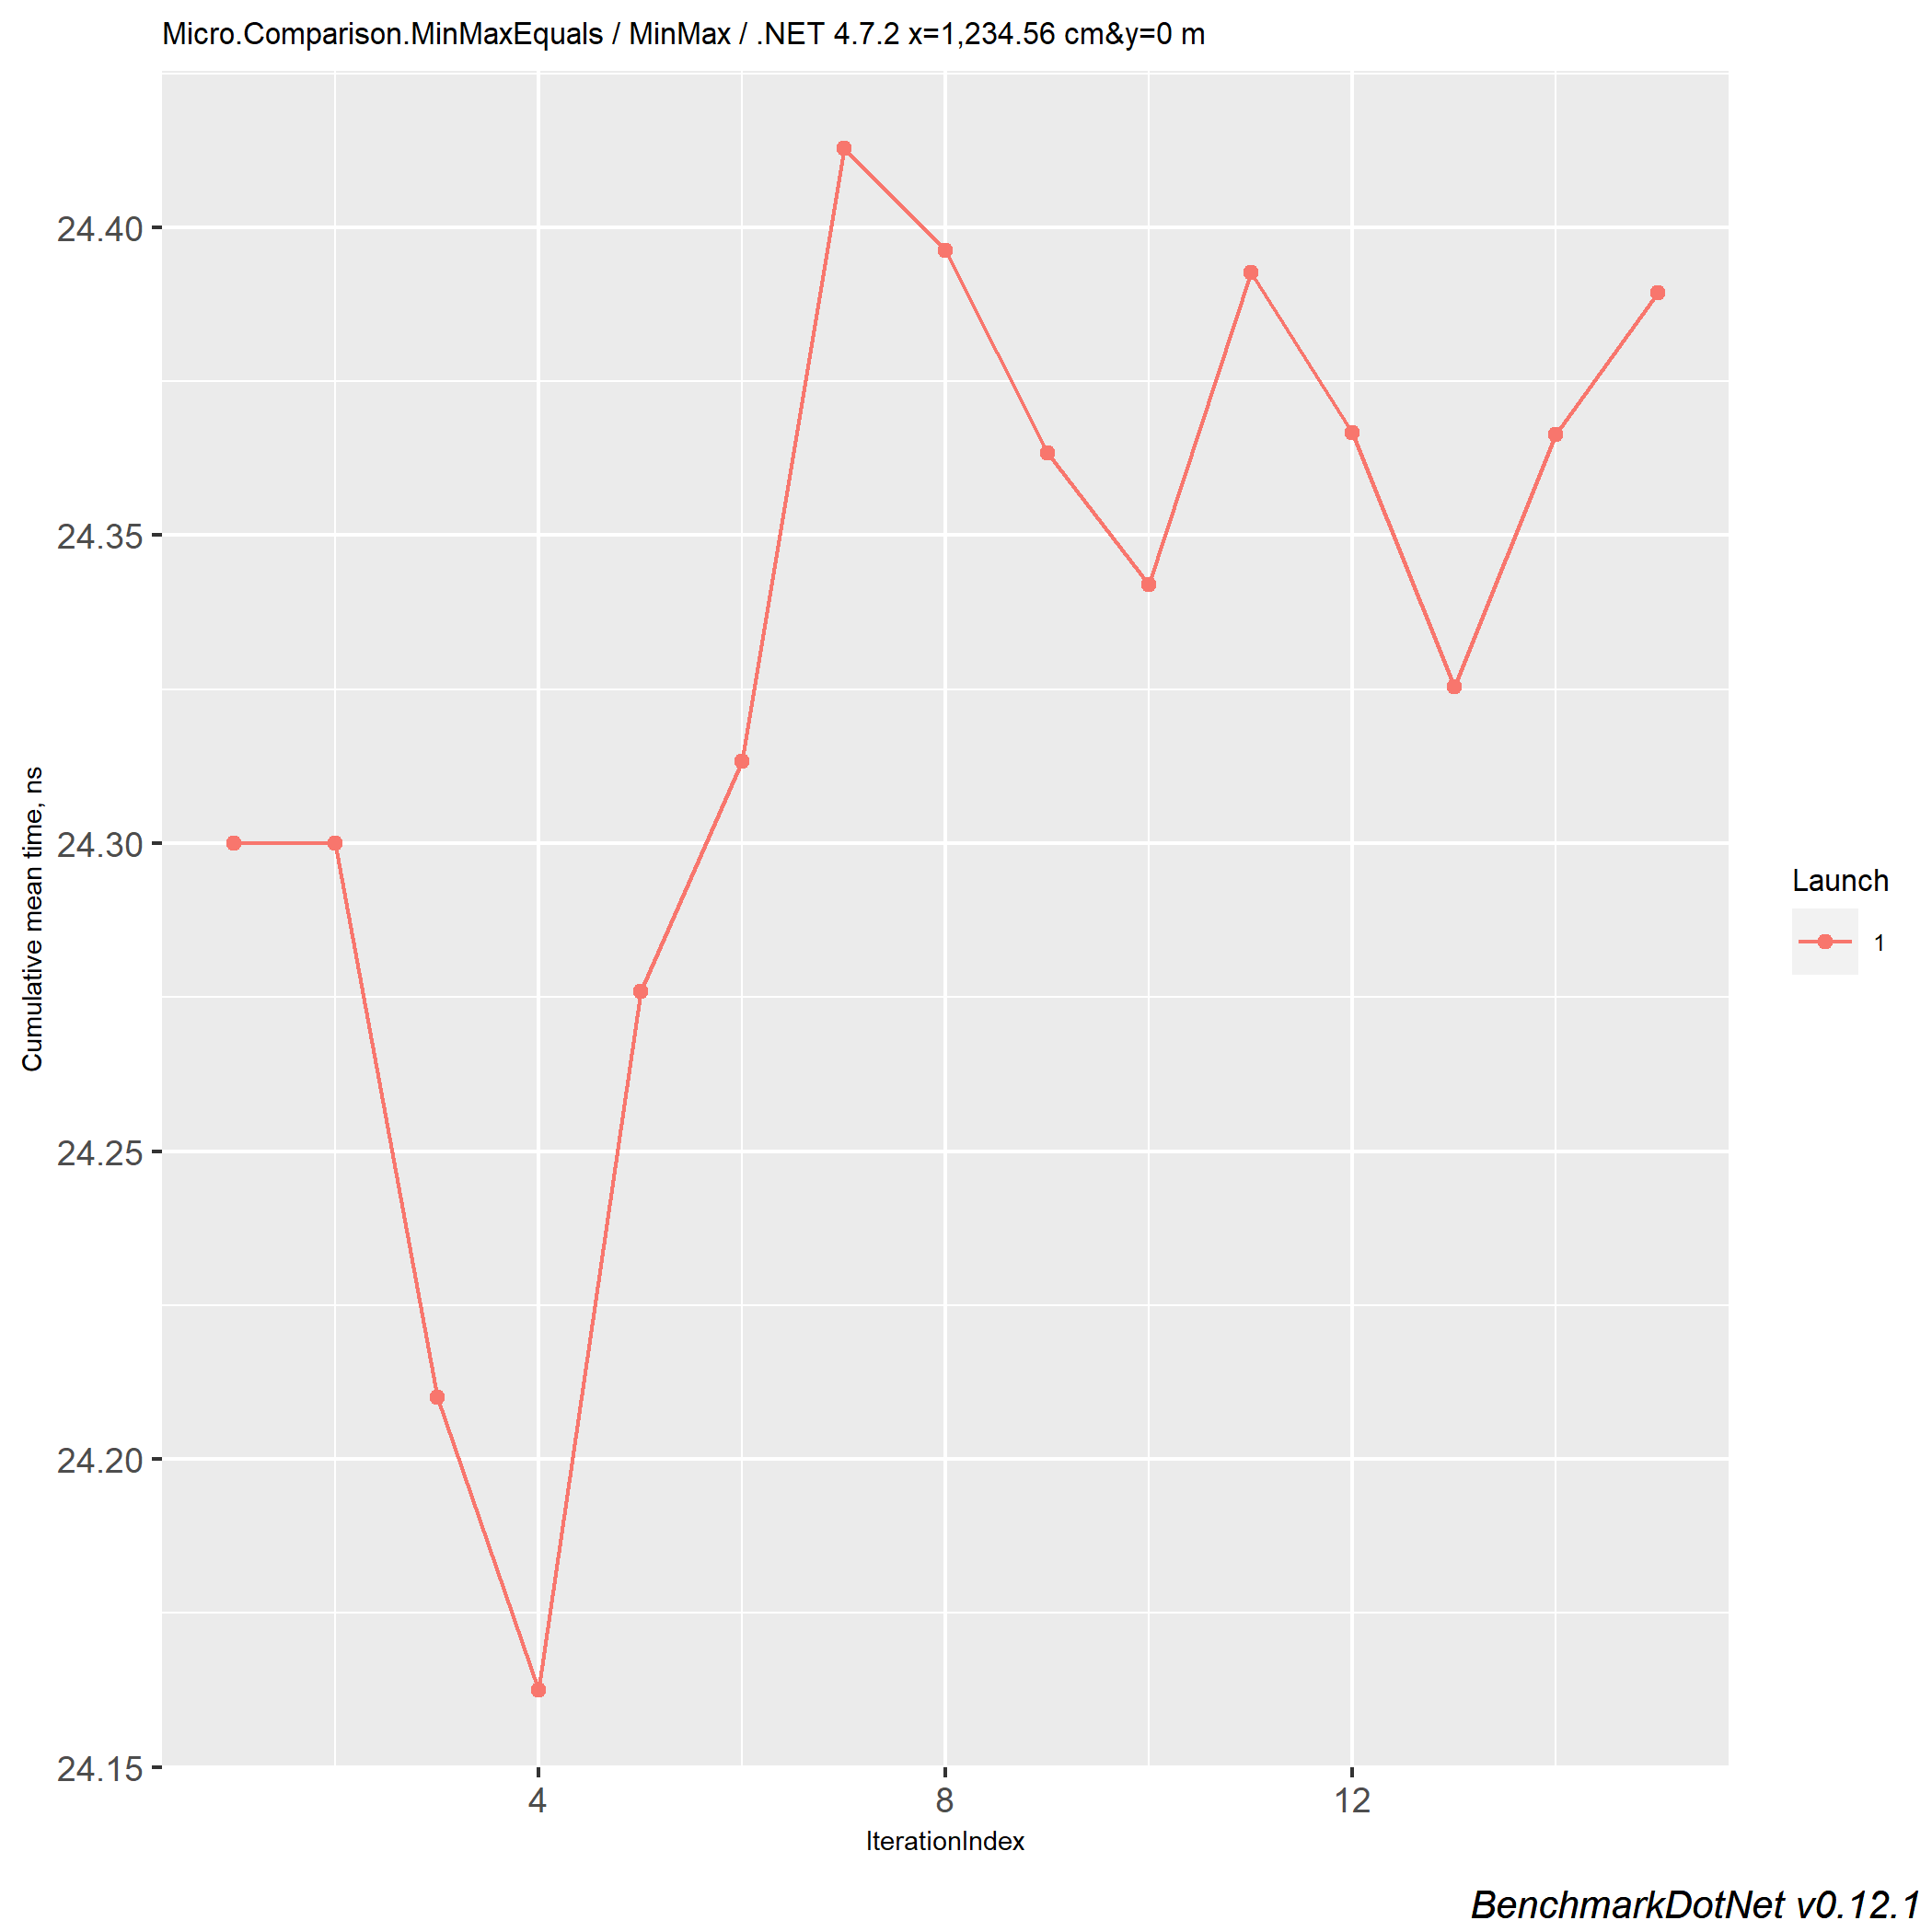 Micro.Comparison.MinMaxEquals / MinMax / .NET 4.7.2 x=1,234.56 cm&y=0 m
Cumulative mean time, ns
24.40
24.35
24.30
24.25
24.20
24.15
4
8
12
IterationIndex
Launch
1
BenchmarkDotNet v0.12.1